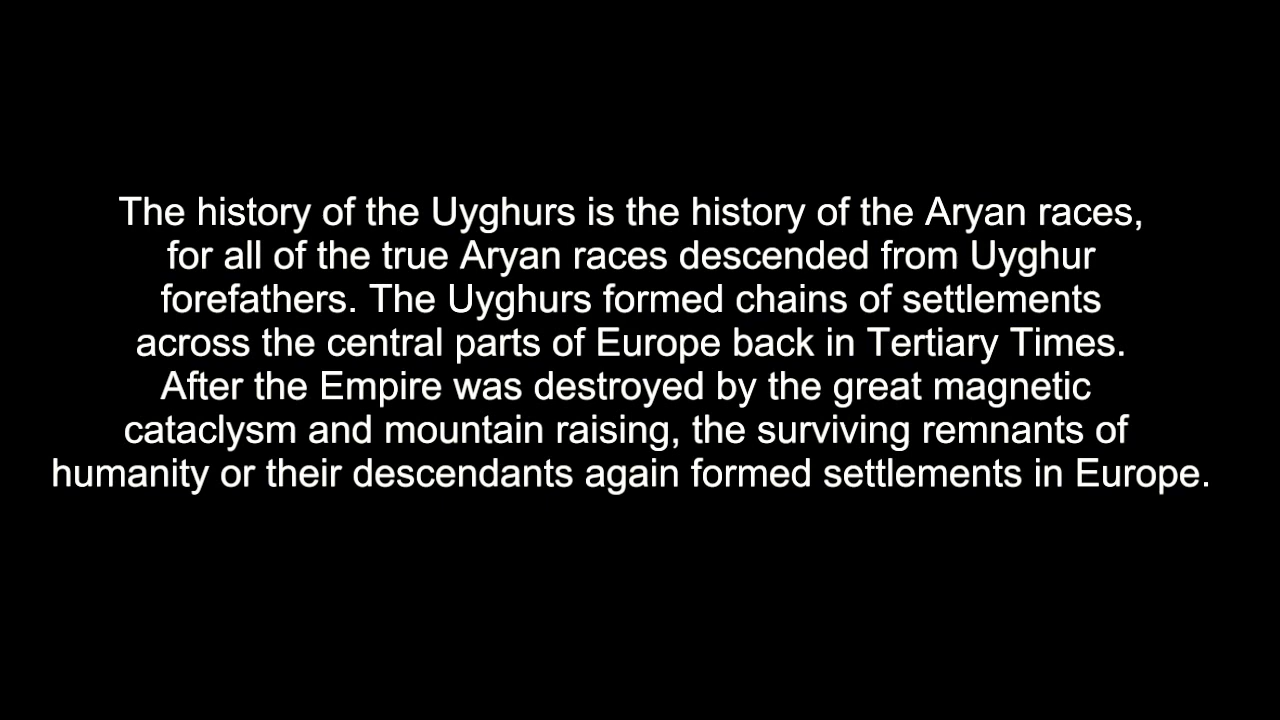 The history of the Uyghurs is the history of the Aryan races,
for all of the true Aryan races descended from Uyghur
forefathers. The Uyghurs formed chains of settlements
across the central parts of Europe back in Tertiary Times.
After the Empire was destroyed by the great magnetic
cataclysm and mountain raising, the surviving remnants of
humanity or their descendants again formed settlements in Europe.